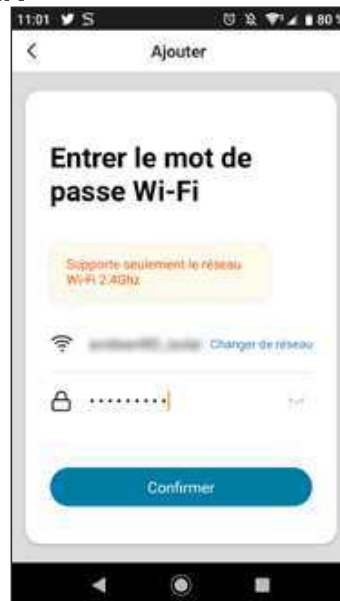 11:01 S 80 %
Ajouter
Entrer le mot de
passe Wi-Fi
Supporte seulement le réseau
Wi-Fi 2.4Ghz
Changer de réseau
•••••••••
Confirmer